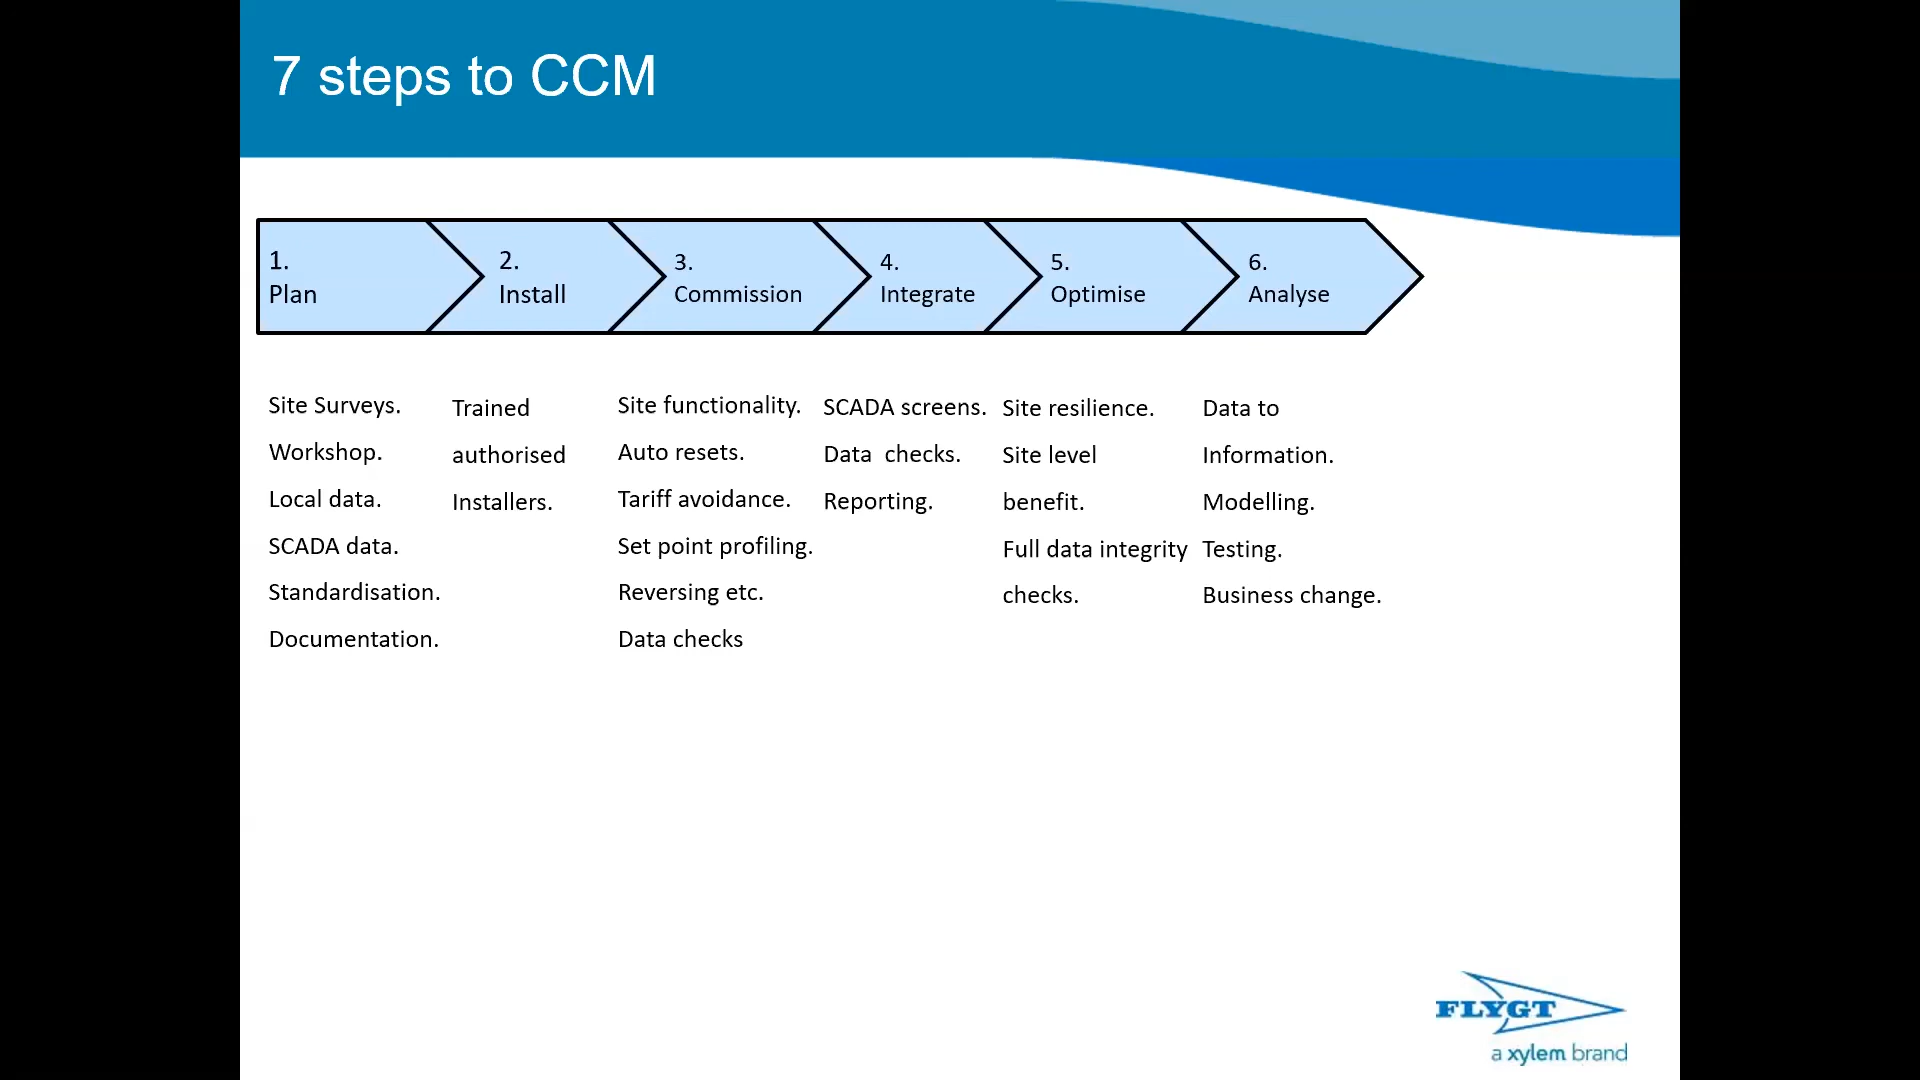 7 steps to CCM
1.
Plan
2.
Install
3.
Commission
4.
Integrate
5.
Optimise
6.
Analyse
Site Surveys.
Workshop.
Local data.
SCADA data.
Standardisation.
Documentation.
Trained
authorised
Installers.
Site functionality.
Auto resets.
Tariff avoidance.
Set point profiling.
Reversing etc.
Data checks
SCADA screens.
Data  checks.
Reporting.
Site resilience.
Site level
benefit.
Full data integrity
checks.
Data to
Information.
Modelling.
Testing.
Business change.
FLYGT
a xylem brand